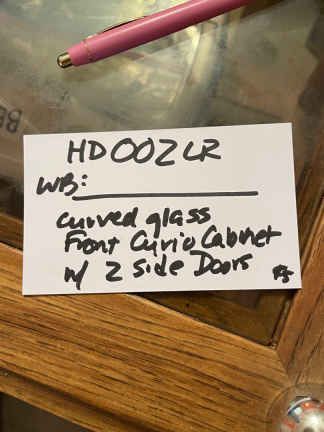 HD002LR
WB:
Curved glass
Front Curio Cabinet
w/ 2 Side Doors